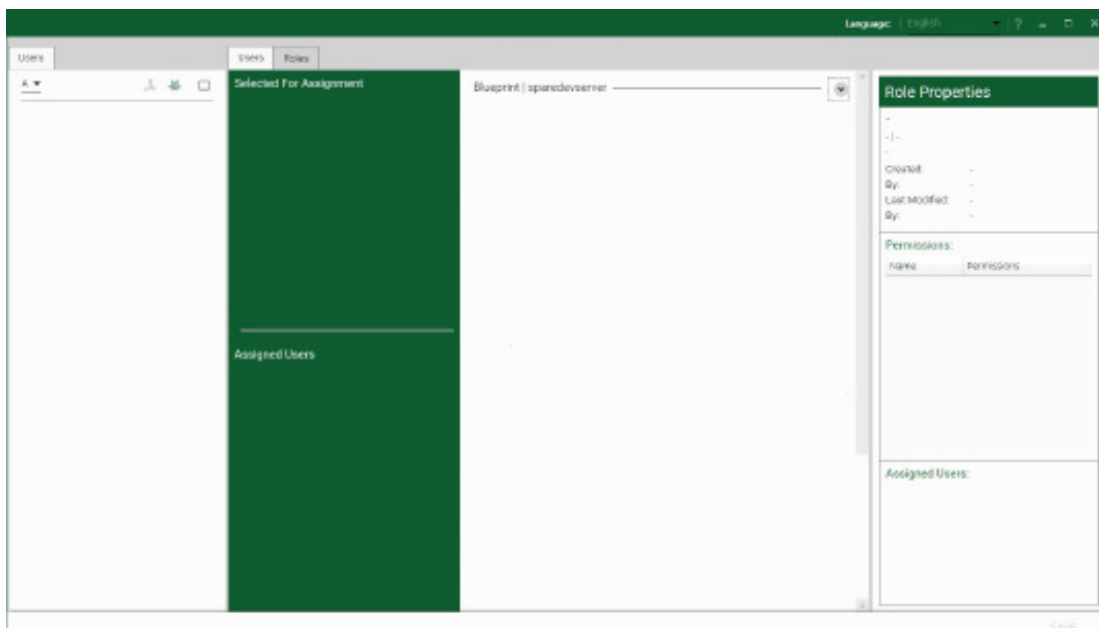 Language: | English ?
Users
Users Roles
A
Selected For Assignment
Blueprint | sparedevserver
Assigned Users
Role Properties
-
-|-
-
Created: -
By: -
Last Modified: -
By: -
Permissions:
Name Permissions
Assigned Users:
SAVE